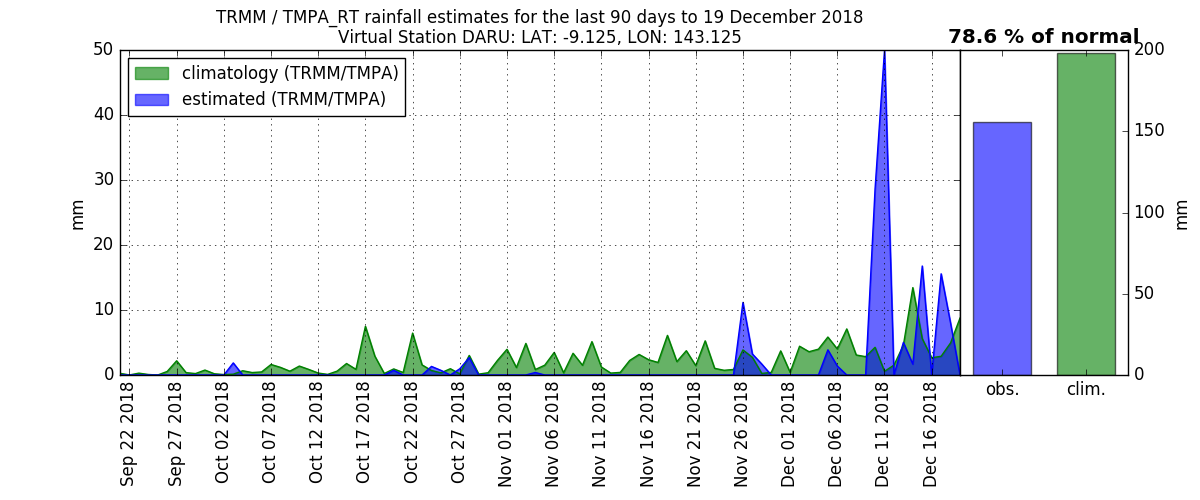 TRMM / TMPA_RT rainfall estimates for the last 90 days to 19 December 2018
Virtual Station DARU: LAT: -9.125, LON: 143.125
78.6 % of normal
climatology (TRMM/TMPA)
estimated (TRMM/TMPA)
50
40
30
20
10
0
mm
200
150
100
50
0
mm
Sep 22 2018
Sep 27 2018
Oct 02 2018
Oct 07 2018
Oct 12 2018
Oct 17 2018
Oct 22 2018
Oct 27 2018
Nov 01 2018
Nov 06 2018
Nov 11 2018
Nov 16 2018
Nov 21 2018
Nov 26 2018
Dec 01 2018
Dec 06 2018
Dec 11 2018
Dec 16 2018
obs.
clim.